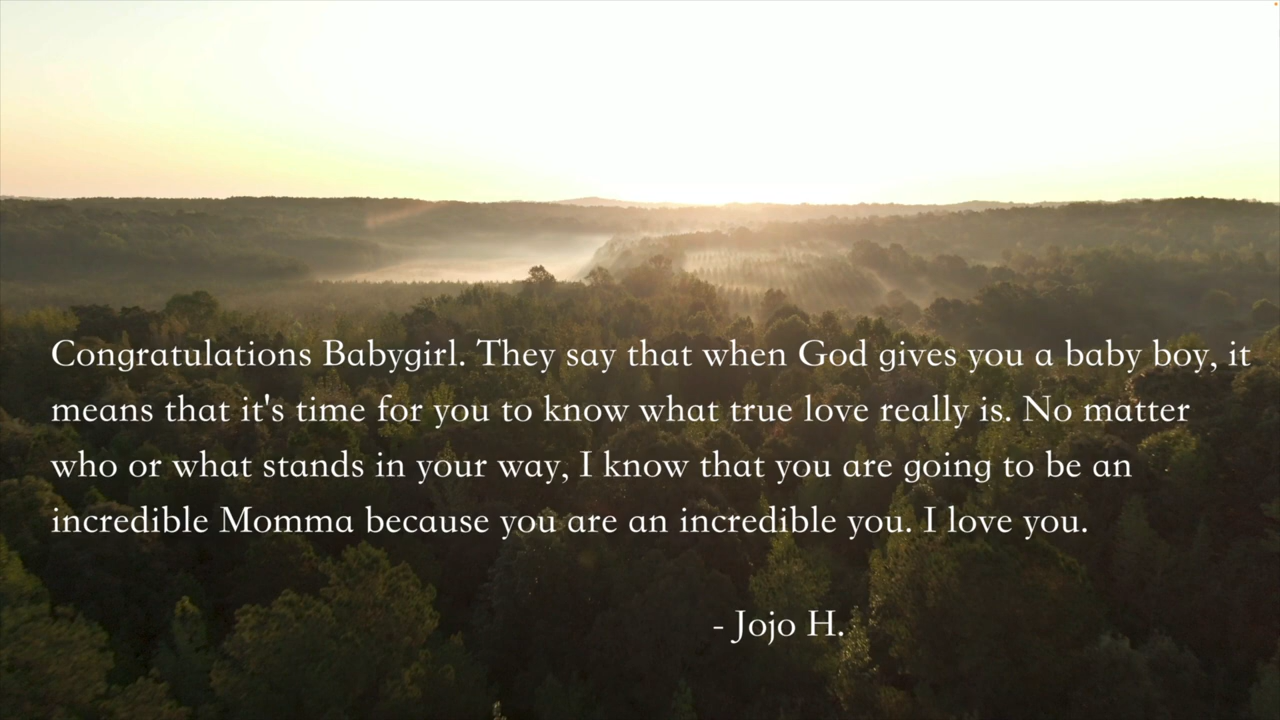 Congratulations Babygirl. They say that when God gives you a baby boy, it
means that it's time for you to know what true love really is. No matter
who or what stands in your way, I know that you are going to be an
incredible Momma because you are an incredible you. I love you.
- Jojo H.